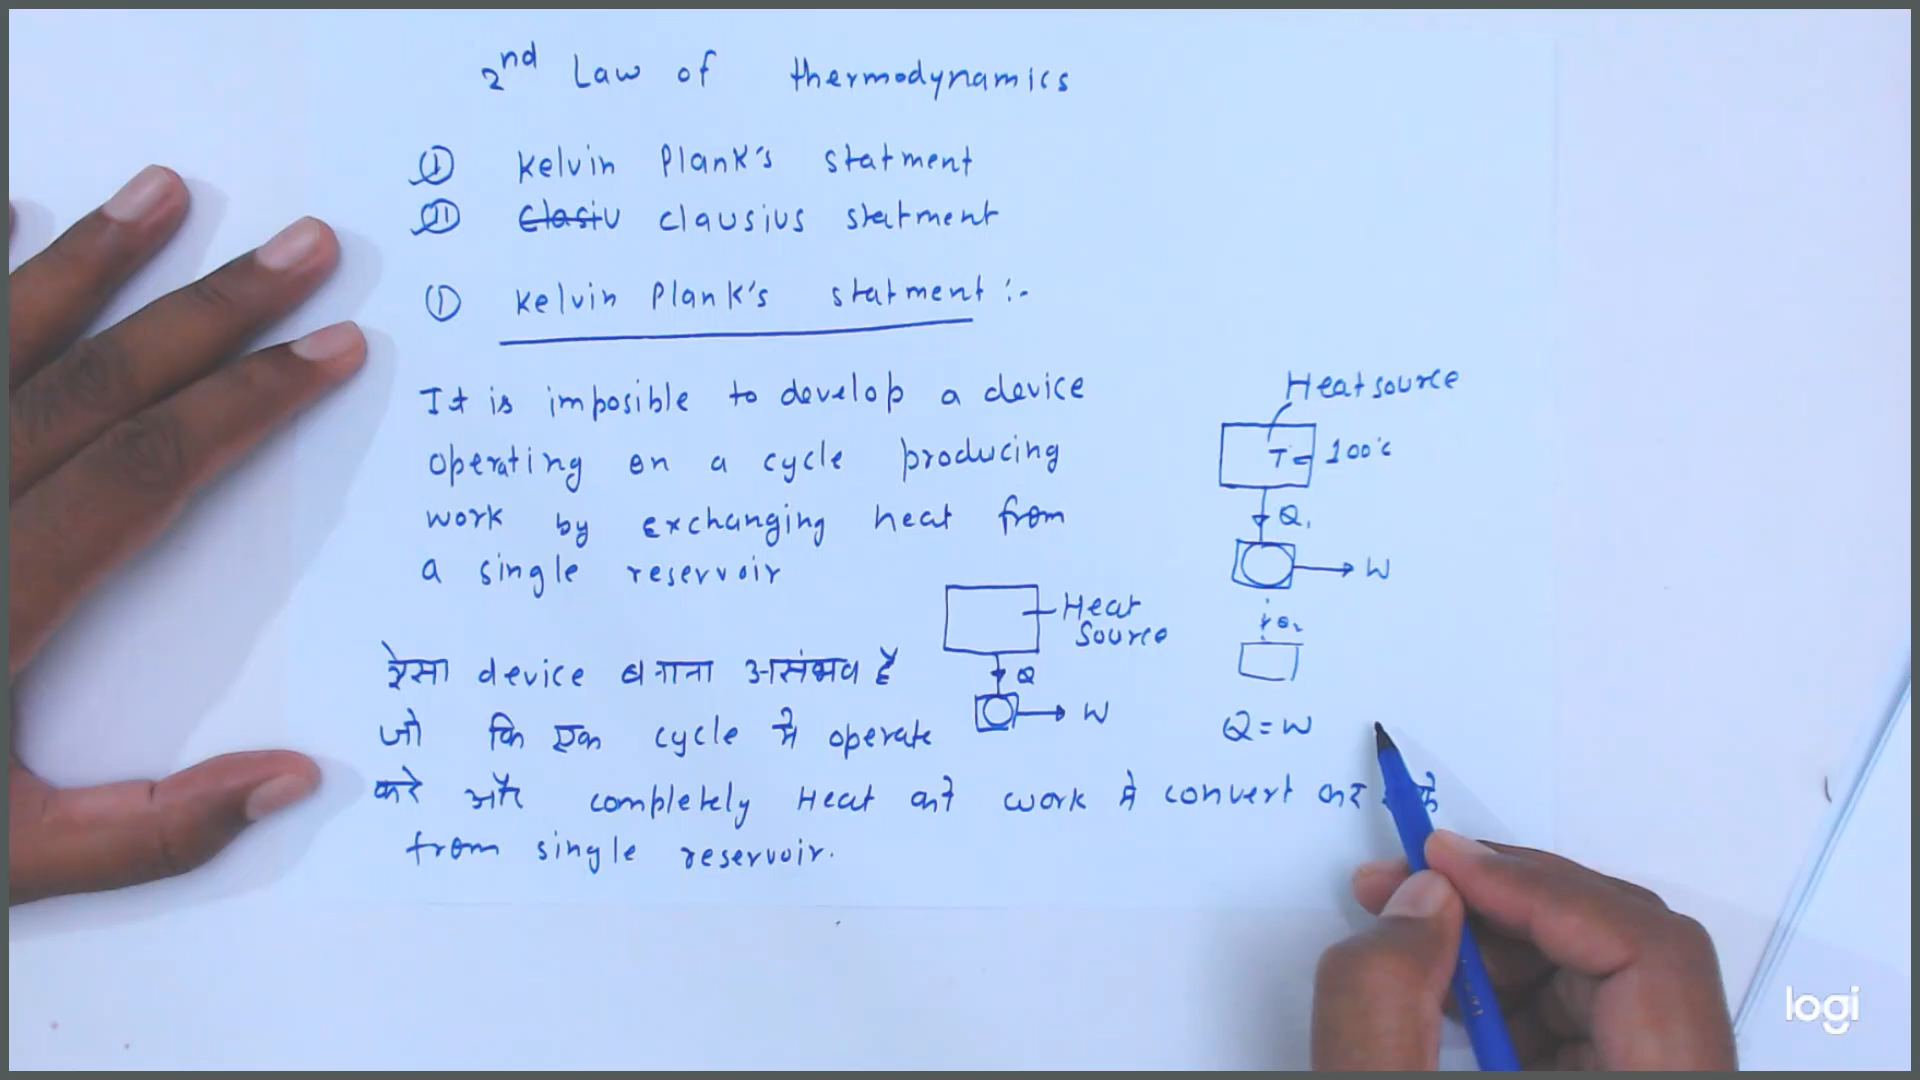 2nd Law of thermodynamics
I Kelvin Plank's statment
II Clasiu clausius statment
I Kelvin Plank's statment :-
It is imposible to develop a device
operating on a cycle producing
work by exchanging heat from
a single reservoir
Heat source
T = 100°C
Q1
W
Q2
Q = W
Heat
Source
Q
W
ऐसा device बनाना असंभव है
जो कि एक cycle मे operate
करे और completely Heat को work मे convert कर
from single reservoir.
logi